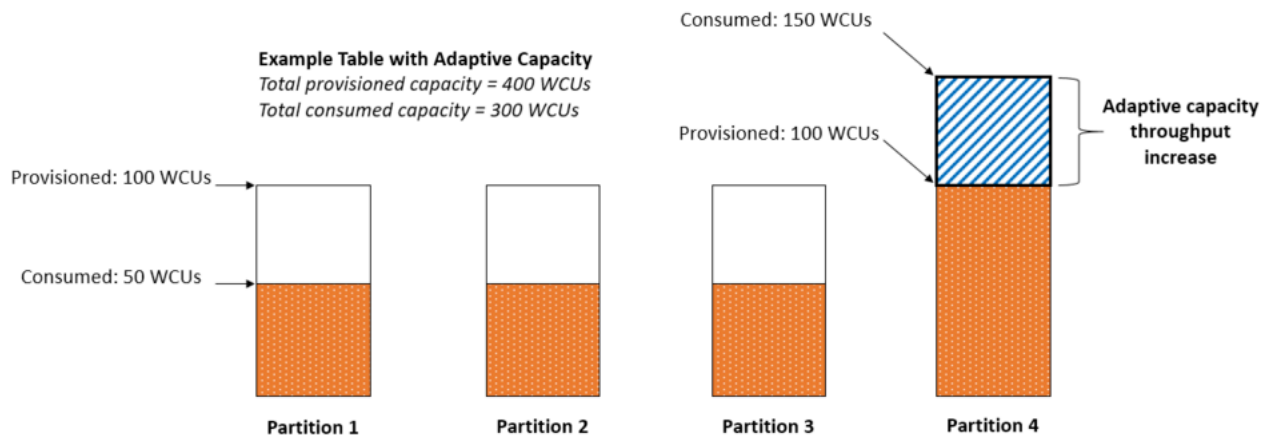 Consumed: 150 WCUs
Example Table with Adaptive Capacity
Total provisioned capacity = 400 WCUs
Total consumed capacity = 300 WCUs
Adaptive capacity
throughput
increase
Provisioned: 100 WCUs
Provisioned: 100 WCUs
Consumed: 50 WCUs
Partition 1
Partition 2
Partition 3
Partition 4